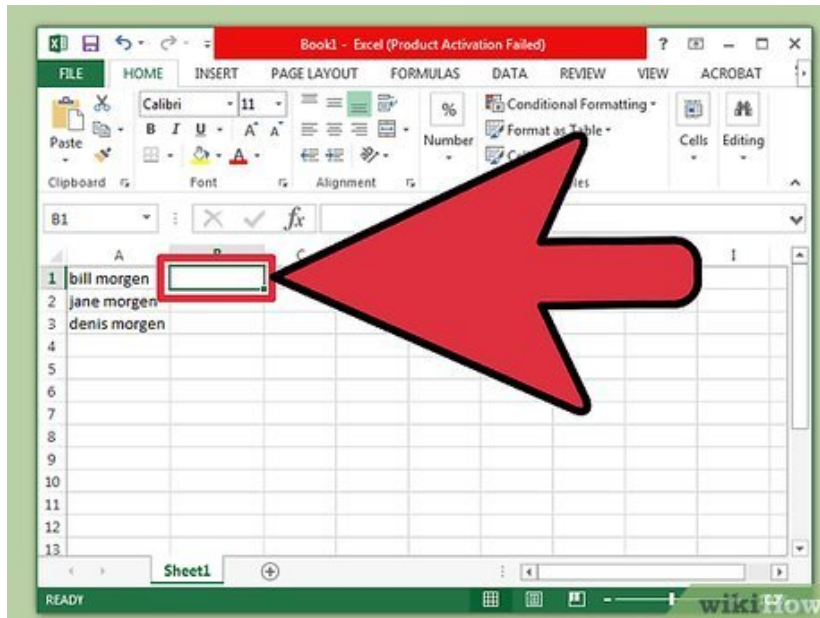 Book1 - Excel (Product Activation Failed)
FILE HOME INSERT PAGE LAYOUT FORMULAS DATA REVIEW VIEW ACROBAT
Calibri 11
% Conditional Formatting
Paste B I U A A Number Format as Table Cells Editing
Clipboard Font Alignment
B1 fx
A C I
1 bill morgen
2 jane morgen
3 denis morgen
4
5
6
7
8
9
10
11
12
13
Sheet1
READY
wikiHow